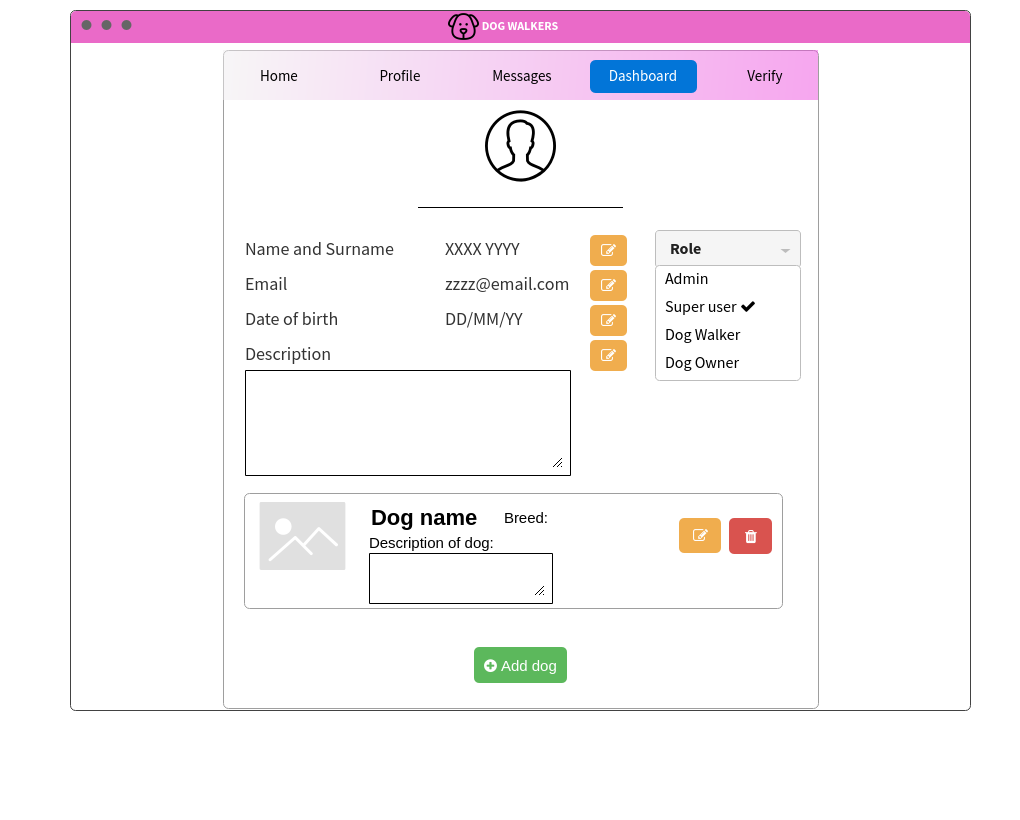 DOG WALKERS
Home Profile Messages Dashboard Verify
Name and Surname XXXX YYYY
Role
Email zzzz@email.com
Admin
Super user
Date of birth DD/MM/YY
Dog Walker
Description
Dog Owner
Dog name Breed:
Description of dog:
Add dog